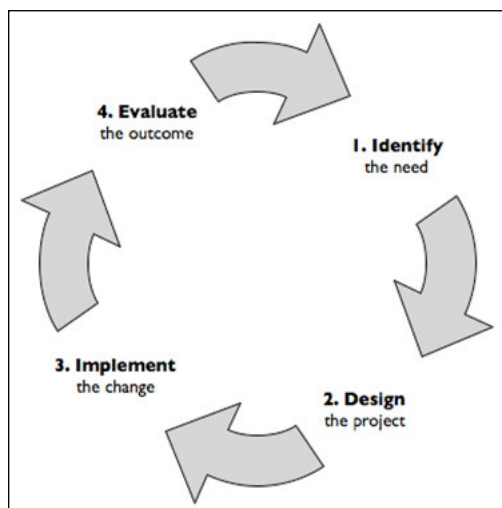 1. Identify
the need
2. Design
the project
3. Implement
the change
4. Evaluate
the outcome